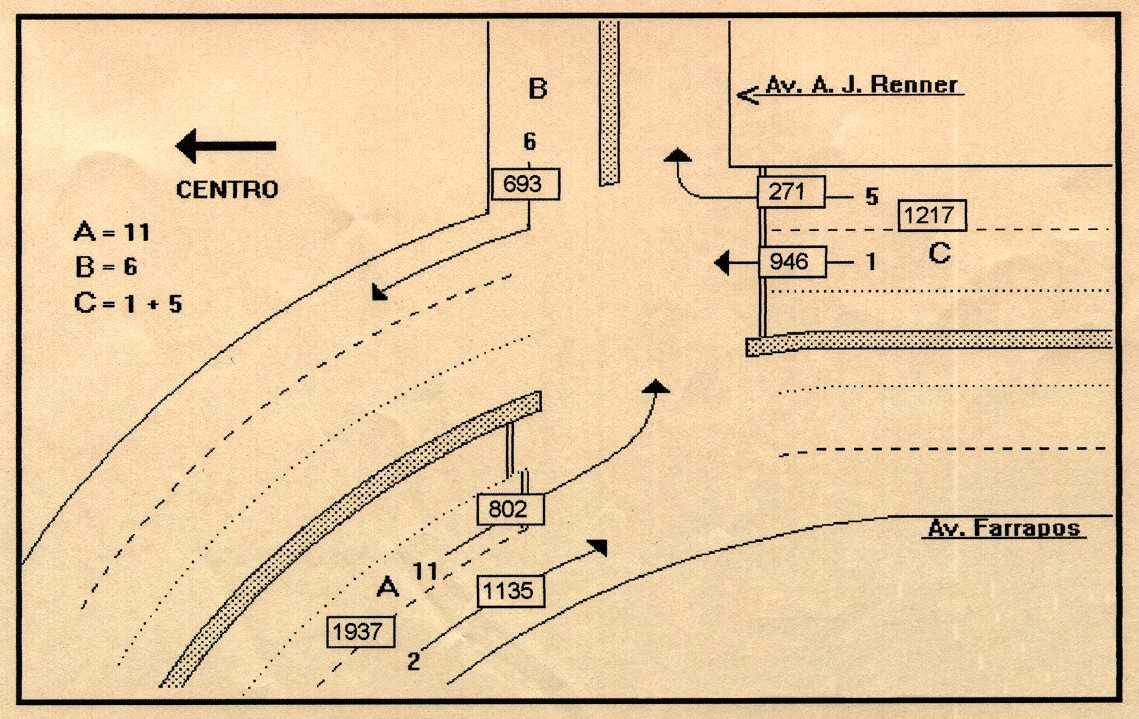 B
Av. A. J. Renner
6
CENTRO
693
271
5
1217
A = 11
B = 6
C = 1 + 5
946
1
C
802
Av. Farrapos
11
A
1135
1937
2